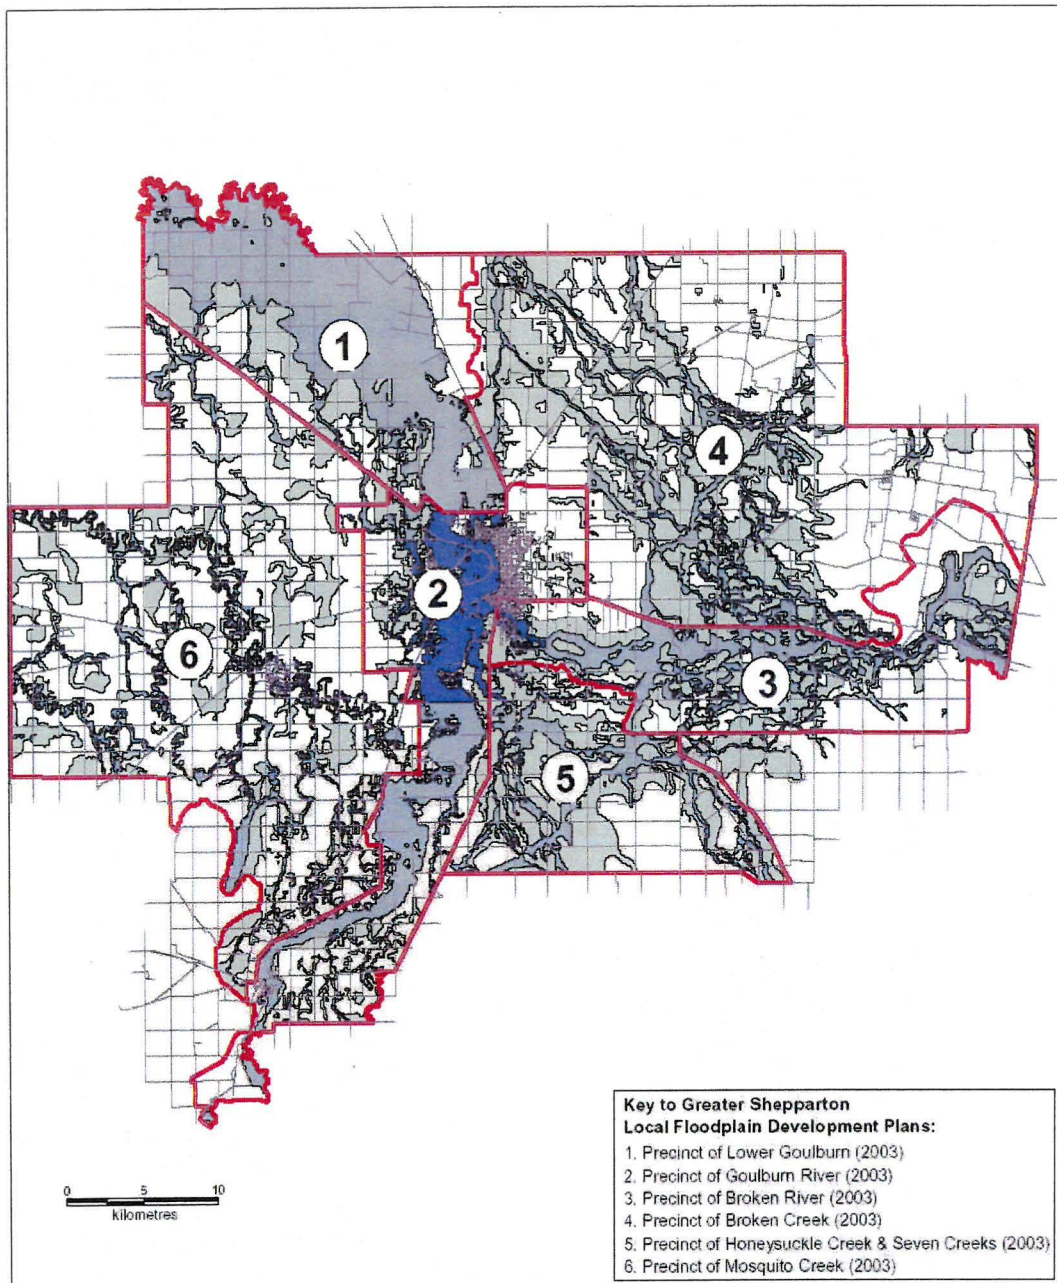 1
4
2
6
3
5
Key to Greater Shepparton
Local Floodplain Development Plans:
1. Precinct of Lower Goulburn (2003)
2. Precinct of Goulburn River (2003)
3. Precinct of Broken River (2003)
4. Precinct of Broken Creek (2003)
5. Precinct of Honeysuckle Creek & Seven Creeks (2003)
6. Precinct of Mosquito Creek (2003)
0 5 10
kilometres